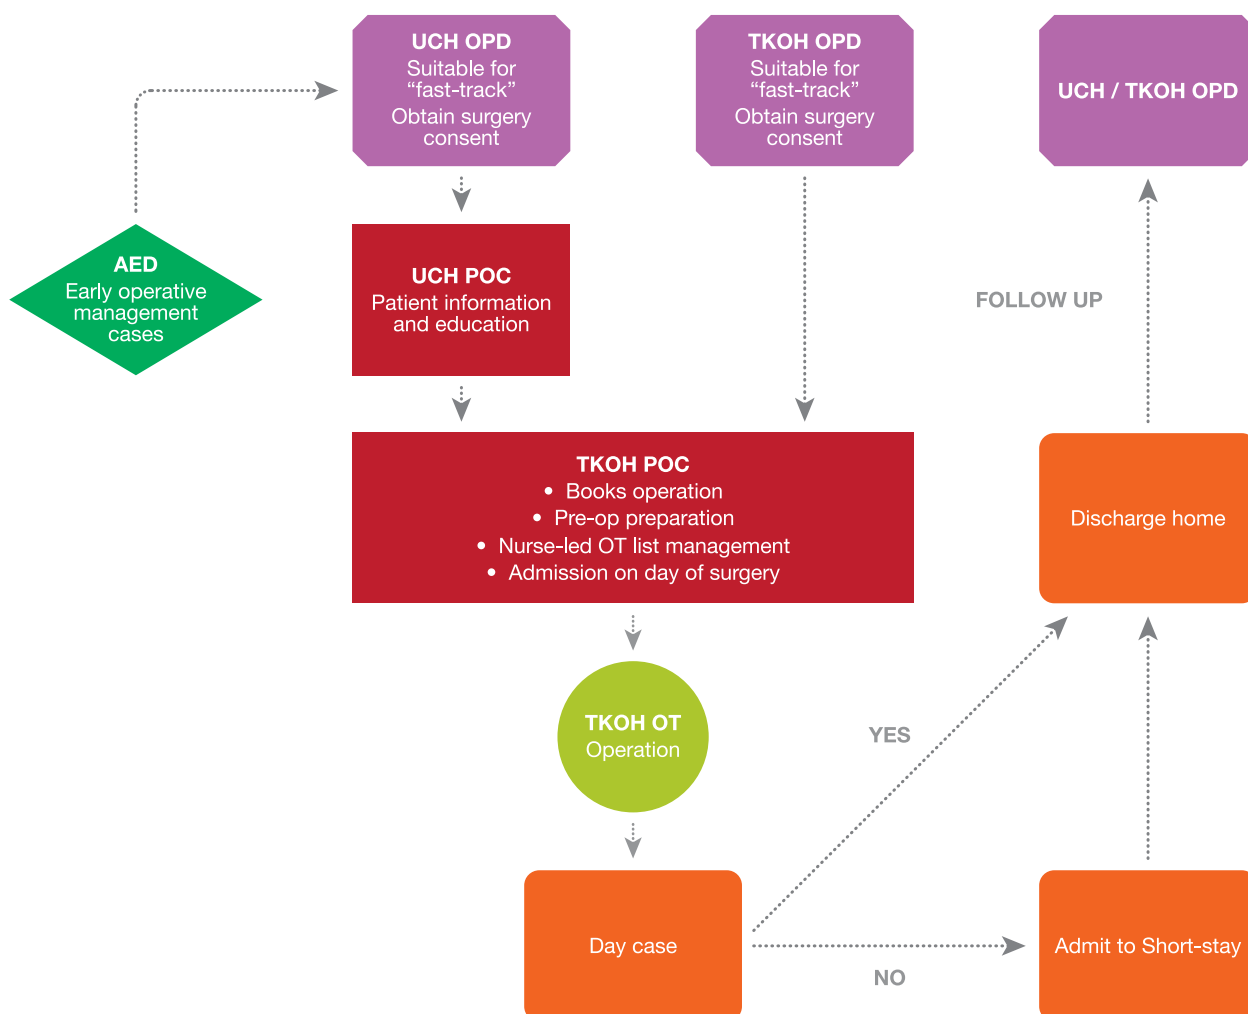 UCH OPD
Suitable for
“fast-track”
Obtain surgery
consent
TKOH OPD
Suitable for
“fast-track”
Obtain surgery
consent
UCH / TKOH OPD
AED
Early operative
management
cases
UCH POC
Patient information
and education
FOLLOW UP
TKOH POC
• Books operation
• Pre-op preparation
• Nurse-led OT list management
• Admission on day of surgery
Discharge home
TKOH OT
Operation
YES
Day case
NO
Admit to Short-stay